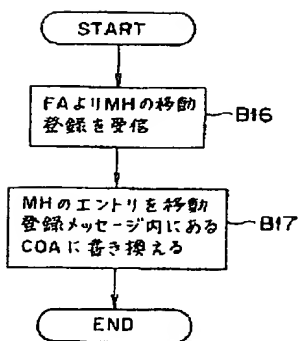 START
FAよりMHの移動
登録を受信
B16
MHのエントリを移動
登録メッセージ内にある
COAに書き換える
B17
END